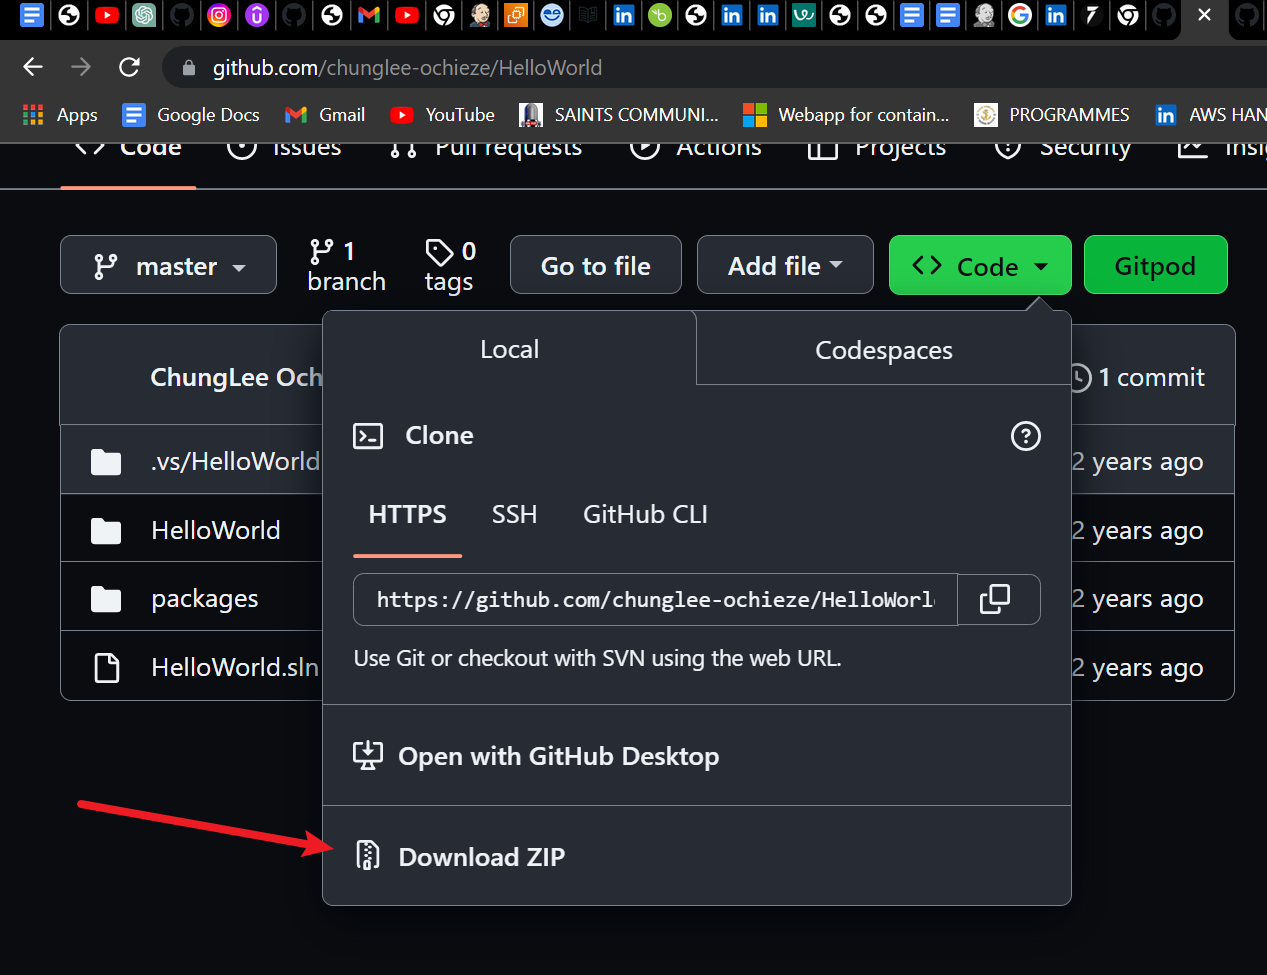 github.com/chunglee-ochieze/HelloWorld
Apps Google Docs Gmail YouTube SAINTS COMMUNI... Webapp for contain... PROGRAMMES AWS HAN
Code Issues Pull requests Actions Projects Security Insig
master 1 branch 0 tags Go to file Add file Code Gitpod
Local Codespaces
ChungLee Och 1 commit
Clone
.vs/HelloWorld 2 years ago
HTTPS SSH GitHub CLI
HelloWorld 2 years ago
https://github.com/chunglee-ochieze/HelloWorl
packages 2 years ago
Use Git or checkout with SVN using the web URL.
HelloWorld.sln 2 years ago
Open with GitHub Desktop
Download ZIP